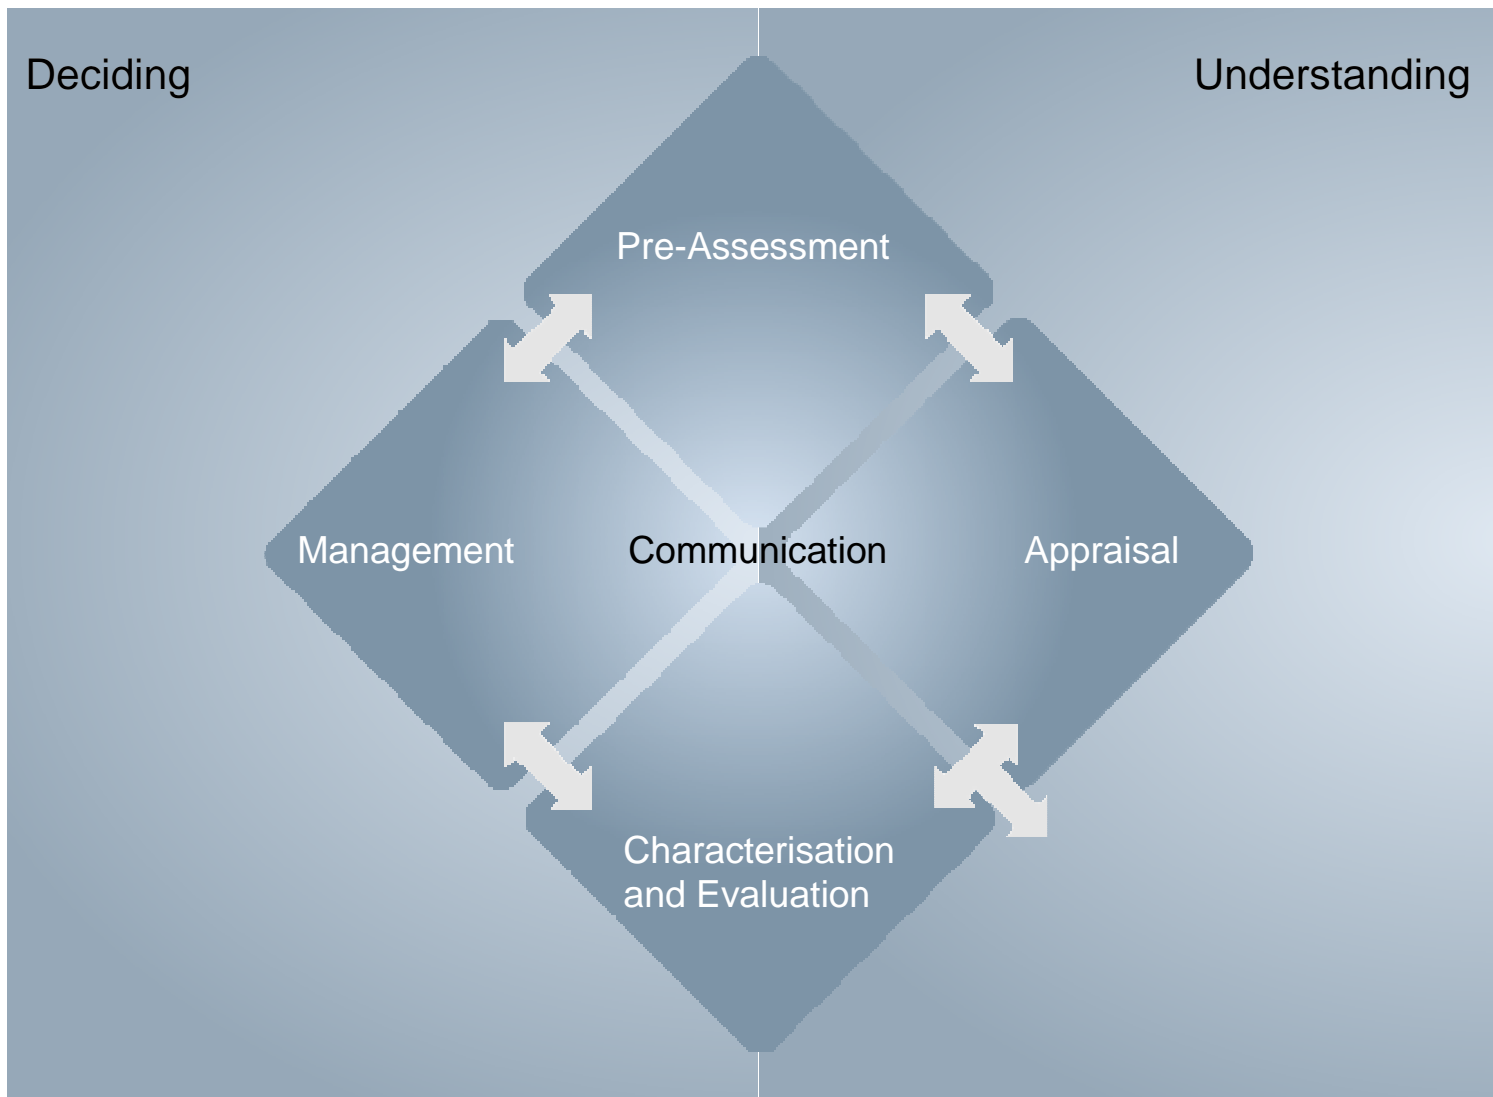 Deciding
Understanding
Pre-Assessment
Management
Communication
Appraisal
Characterisation
and Evaluation